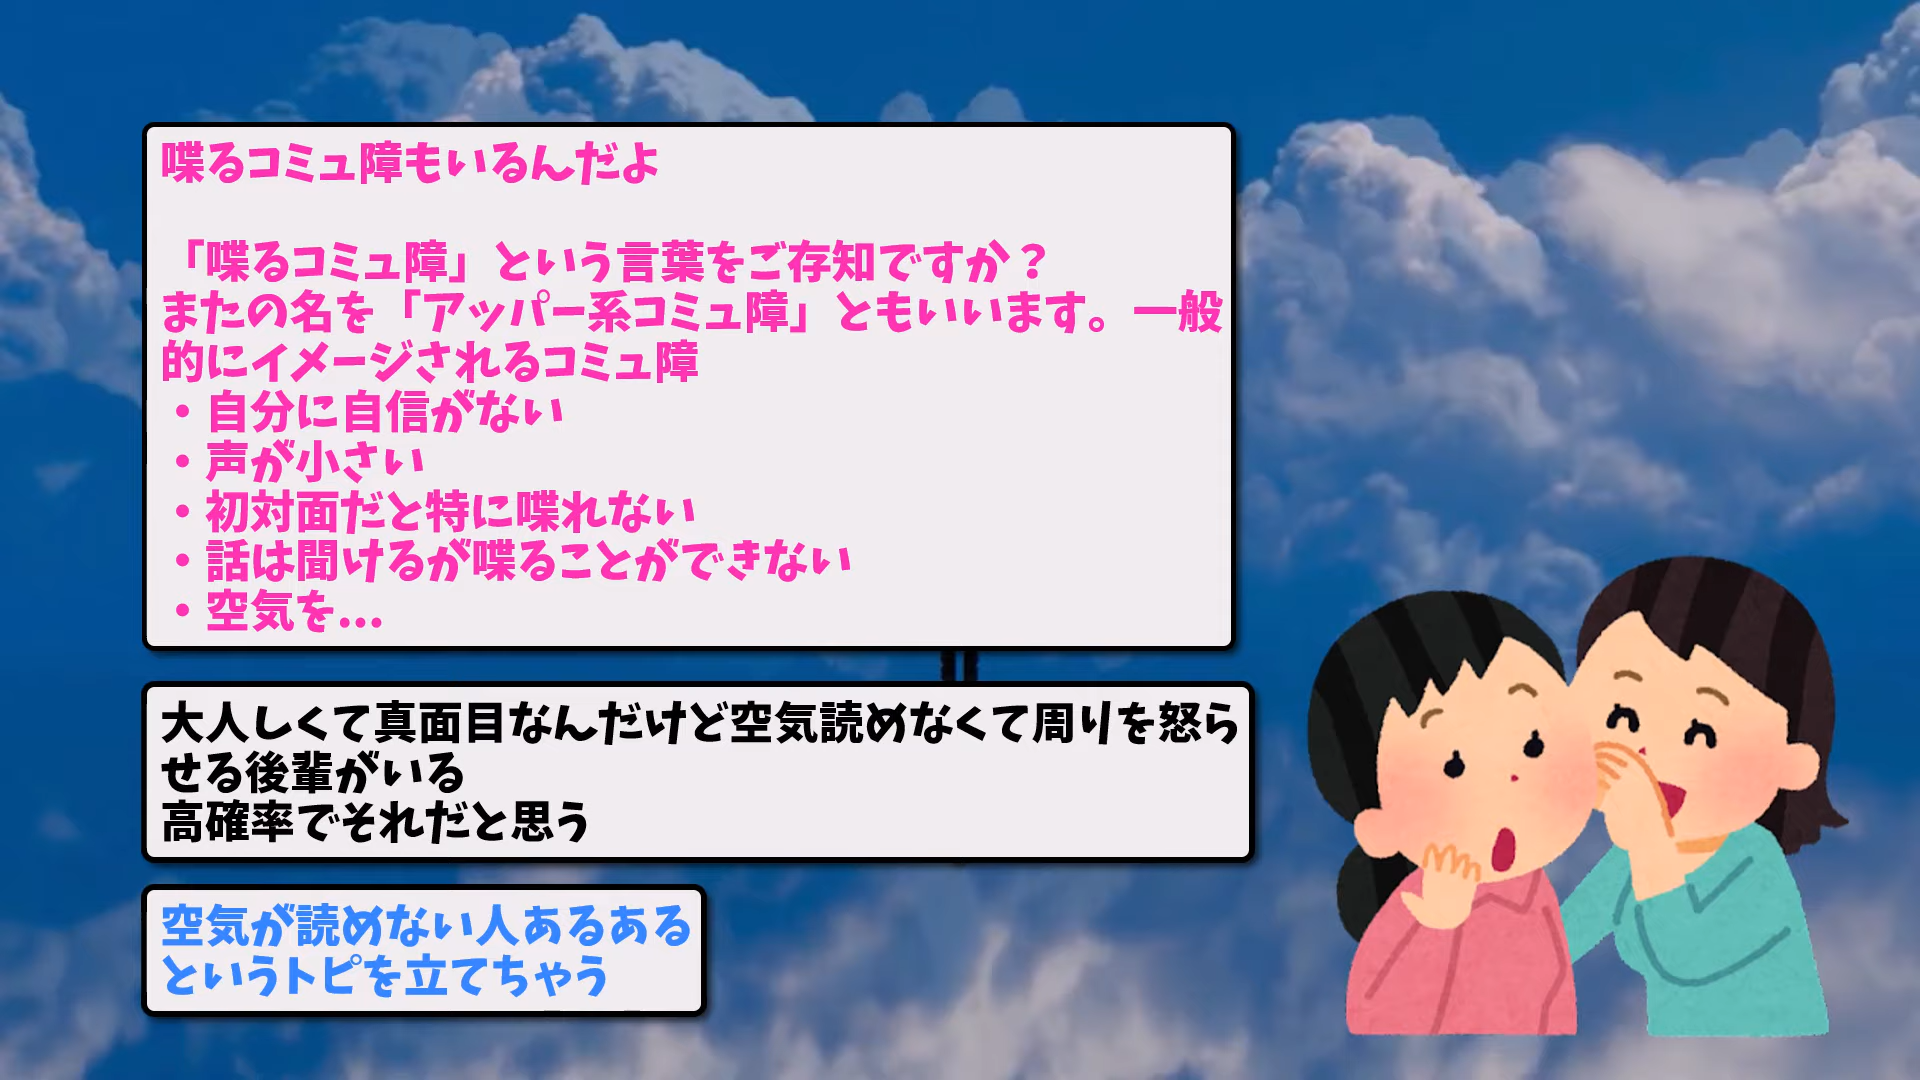 喋るコミュ障もいるんだよ
「喋るコミュ障」という言葉をご存知ですか？
またの名を「アッパー系コミュ障」ともいいます。一般
的にイメージされるコミュ障
・自分に自信がない
・声が小さい
・初対面だと特に喋れない
・話は聞けるが喋ることができない
・空気を...
大人しくて真面目なんだけど空気読めなくて周りを怒ら
せる後輩がいる
高確率でそれだと思う
空気が読めない人あるある
というトピを立てちゃう